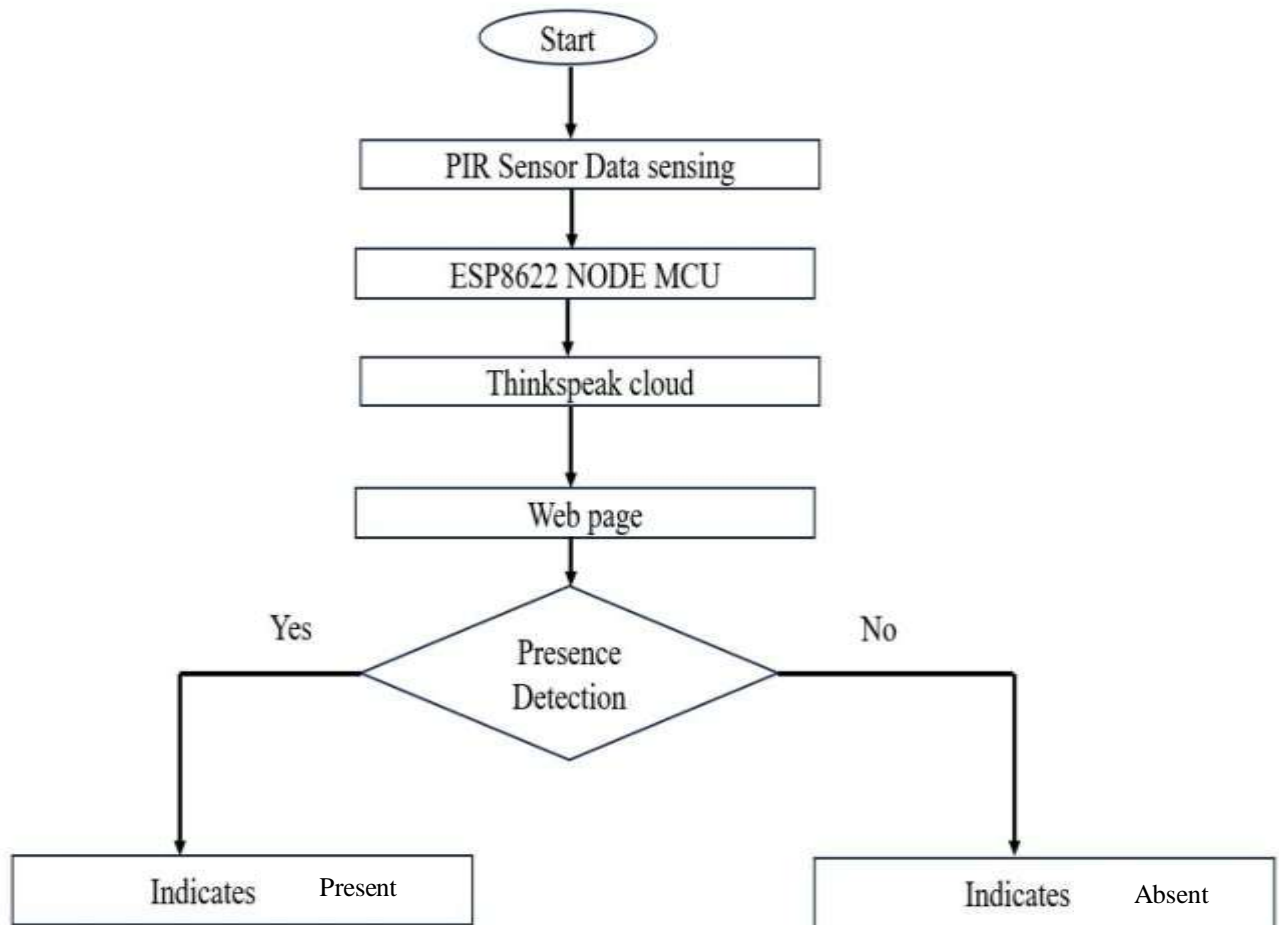 Start
PIR Sensor Data sensing
ESP8622 NODE MCU
Thinkspeak cloud
Web page
Yes
No
Presence
Detection
Indicates Present
Indicates Absent